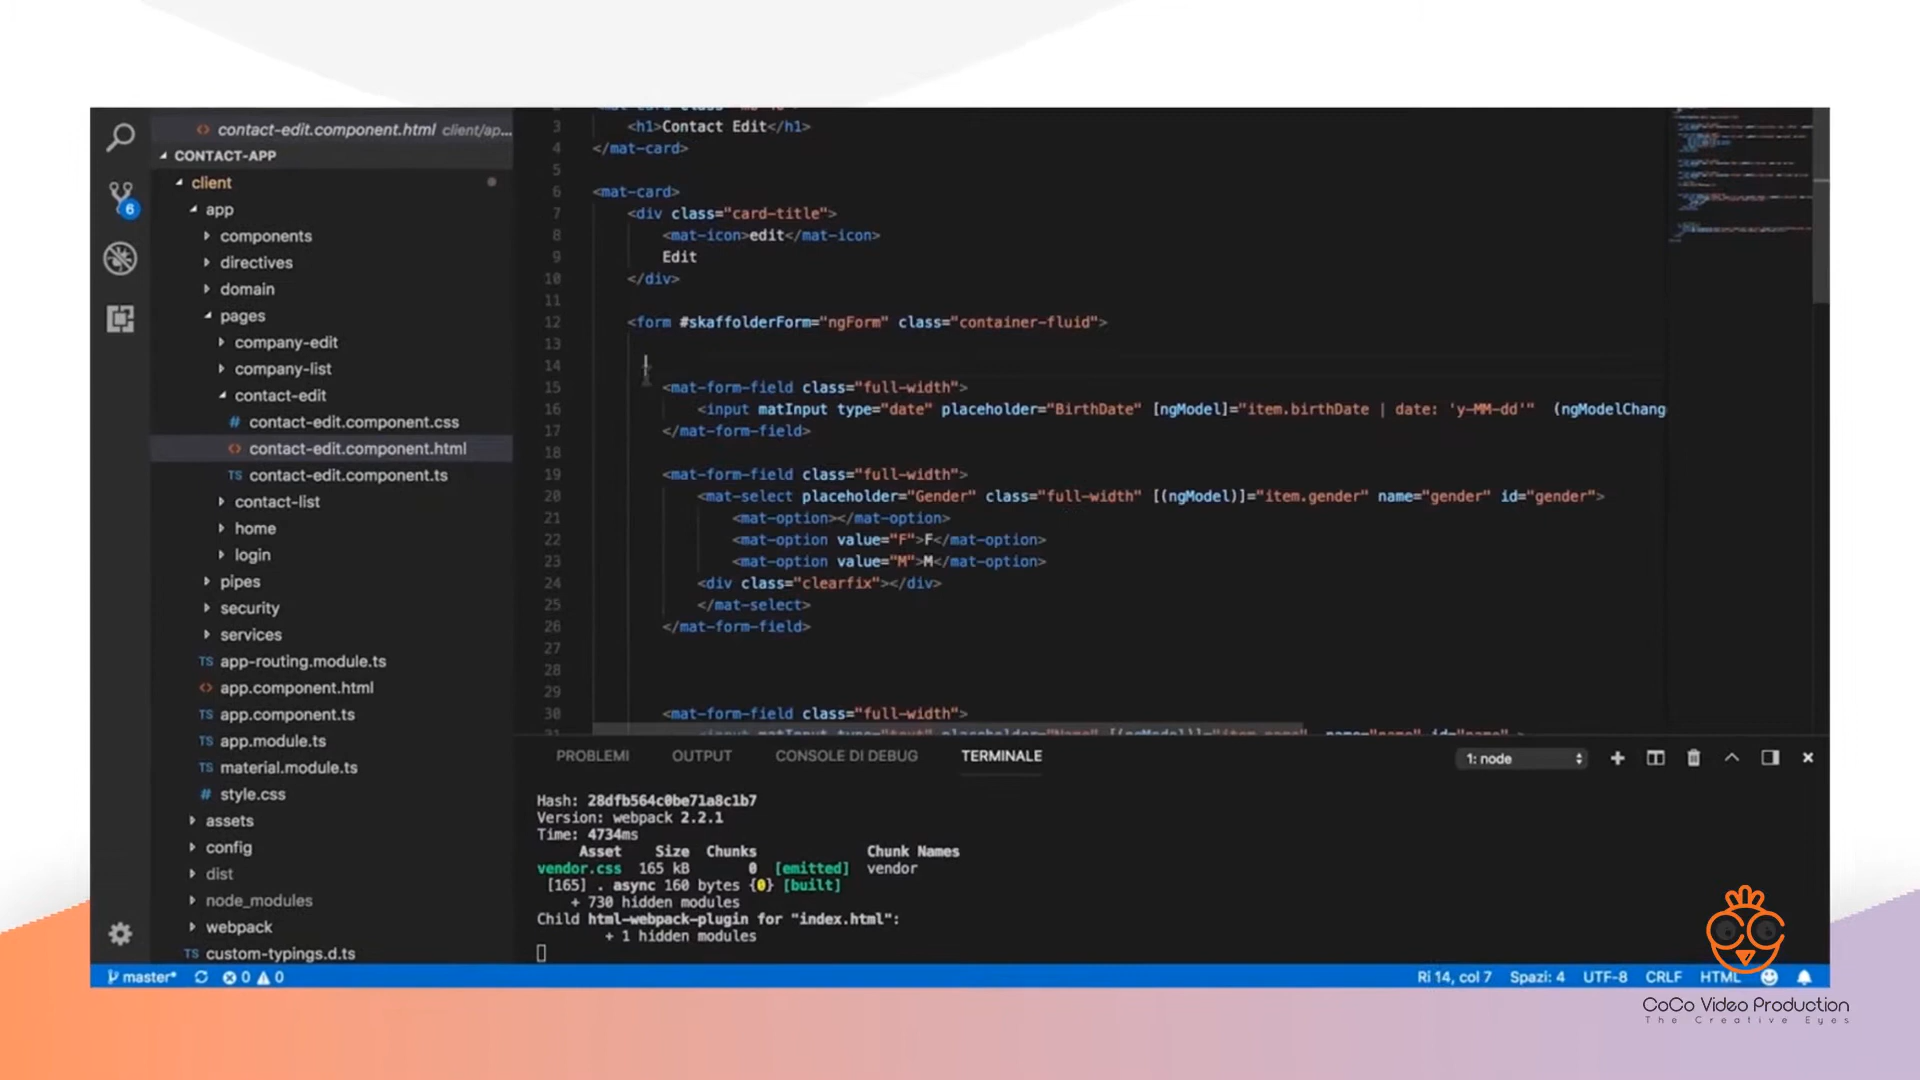 contact-edit.component.html client/ap...
CONTACT-APP
client
app
components
directives
domain
pages
company-edit
company-list
contact-edit
# contact-edit.component.css
<> contact-edit.component.html
TS contact-edit.component.ts
contact-list
home
login
pipes
security
services
TS app-routing.module.ts
<> app.component.html
TS app.component.ts
TS app.module.ts
TS material.module.ts
# style.css
assets
config
dist
node_modules
webpack
TS custom-typings.d.ts
6
3 <h1>Contact Edit</h1>
4 </mat-card>
5
6 <mat-card>
7 <div class="card-title">
8 <mat-icon>edit</mat-icon>
9 Edit
10 </div>
11
12 <form #skaffolderForm="ngForm" class="container-fluid">
13
14
15 <mat-form-field class="full-width">
16 <input matInput type="date" placeholder="BirthDate" [ngModel]="item.birthDate | date: 'y-MM-dd'" (ngModelChang
17 </mat-form-field>
18
19 <mat-form-field class="full-width">
20 <mat-select placeholder="Gender" class="full-width" [(ngModel)]="item.gender" name="gender" id="gender">
21 <mat-option></mat-option>
22 <mat-option value="F">F</mat-option>
23 <mat-option value="M">M</mat-option>
24 <div class="clearfix"></div>
25 </mat-select>
26 </mat-form-field>
27
28
29
30 <mat-form-field class="full-width">
PROBLEMI OUTPUT CONSOLE DI DEBUG TERMINALE 1: node
Hash: 28dfb564c0be71a8c1b7
Version: webpack 2.2.1
Time: 4734ms
Asset Size Chunks Chunk Names
vendor.css 165 kB 0 [emitted] vendor
[165] . async 160 bytes {0} [built]
+ 730 hidden modules
Child html-webpack-plugin for "index.html":
+ 1 hidden modules
master* 0 0 Ri 14, col 7 Spazi: 4 UTF-8 CRLF HTML
CoCo Video Production
The Creative Eyes